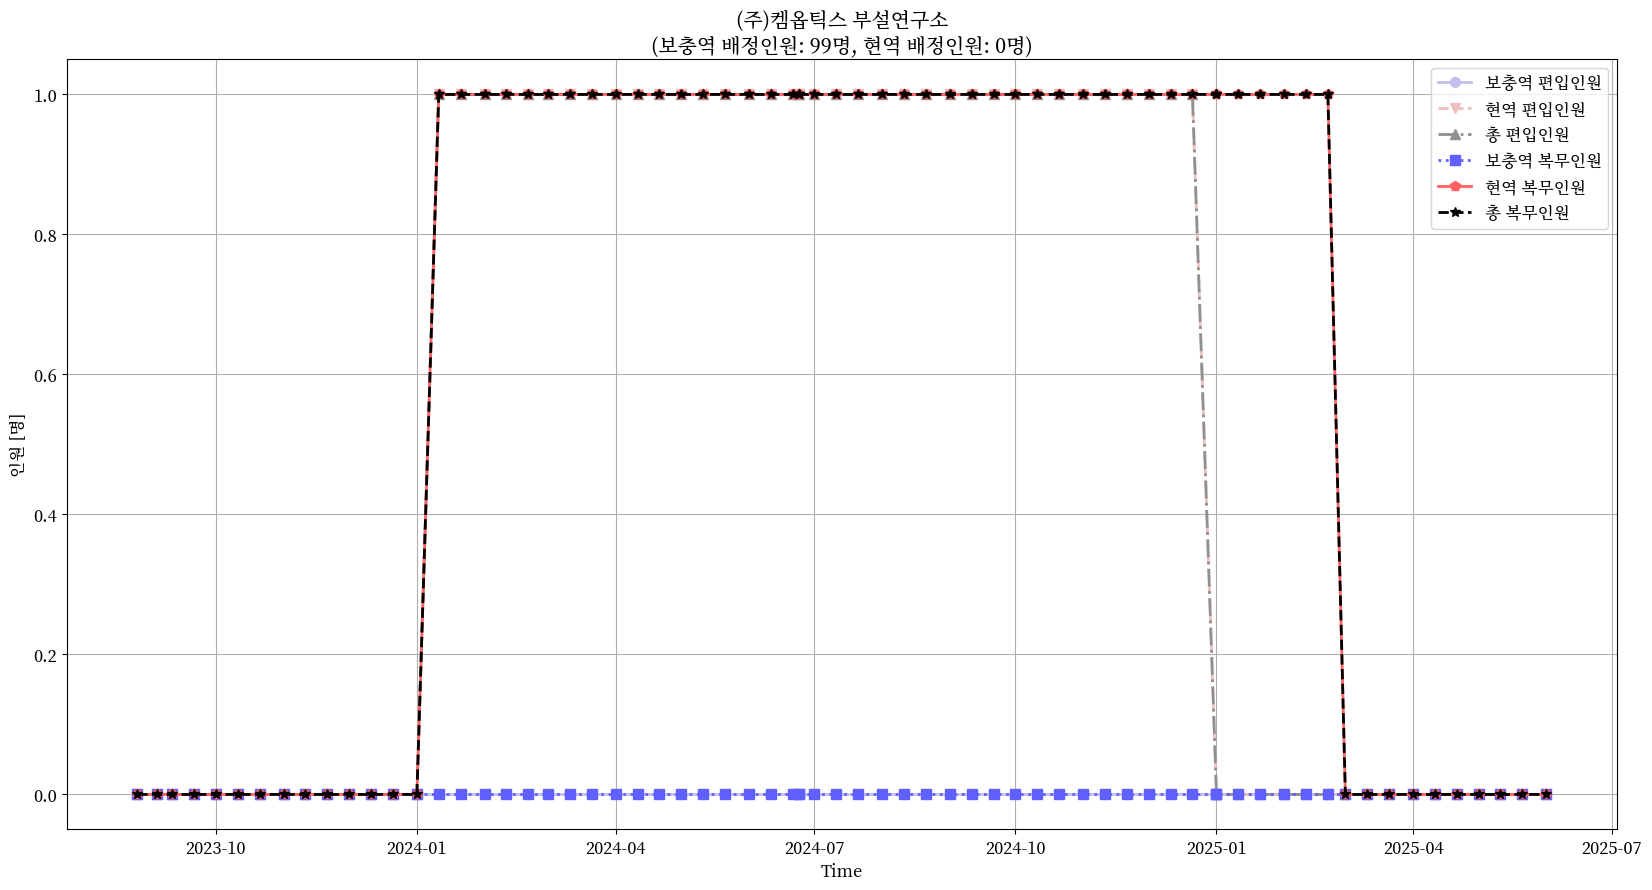 (주)켐옵틱스 부설연구소
(보충역 배정인원: 99명, 현역 배정인원: 0명)
보충역 편입인원
현역 편입인원
총 편입인원
보충역 복무인원
현역 복무인원
총 복무인원
인원 [명]
1.0
0.8
0.6
0.4
0.2
0.0
2023-10
2024-01
2024-04
2024-07
2024-10
2025-01
2025-04
2025-07
Time